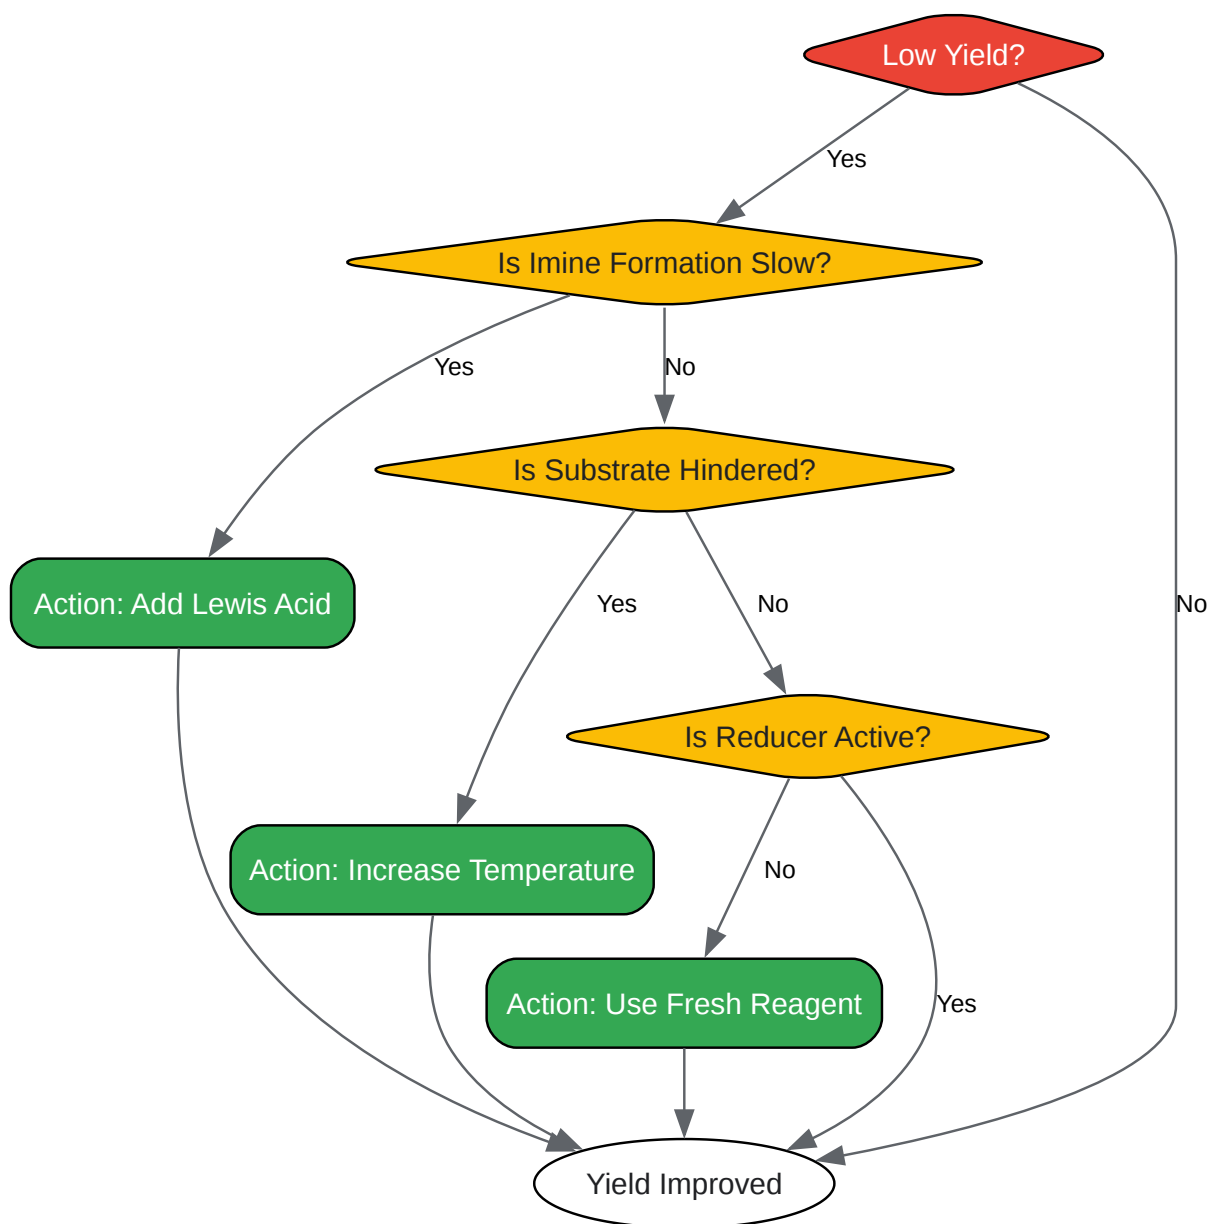 Low Yield?
Yes
Is Imine Formation Slow?
Yes
No
Is Substrate Hindered?
Action: Add Lewis Acid
Yes
No
No
Is Reducer Active?
Action: Increase Temperature
No
Action: Use Fresh Reagent
Yes
Yield Improved